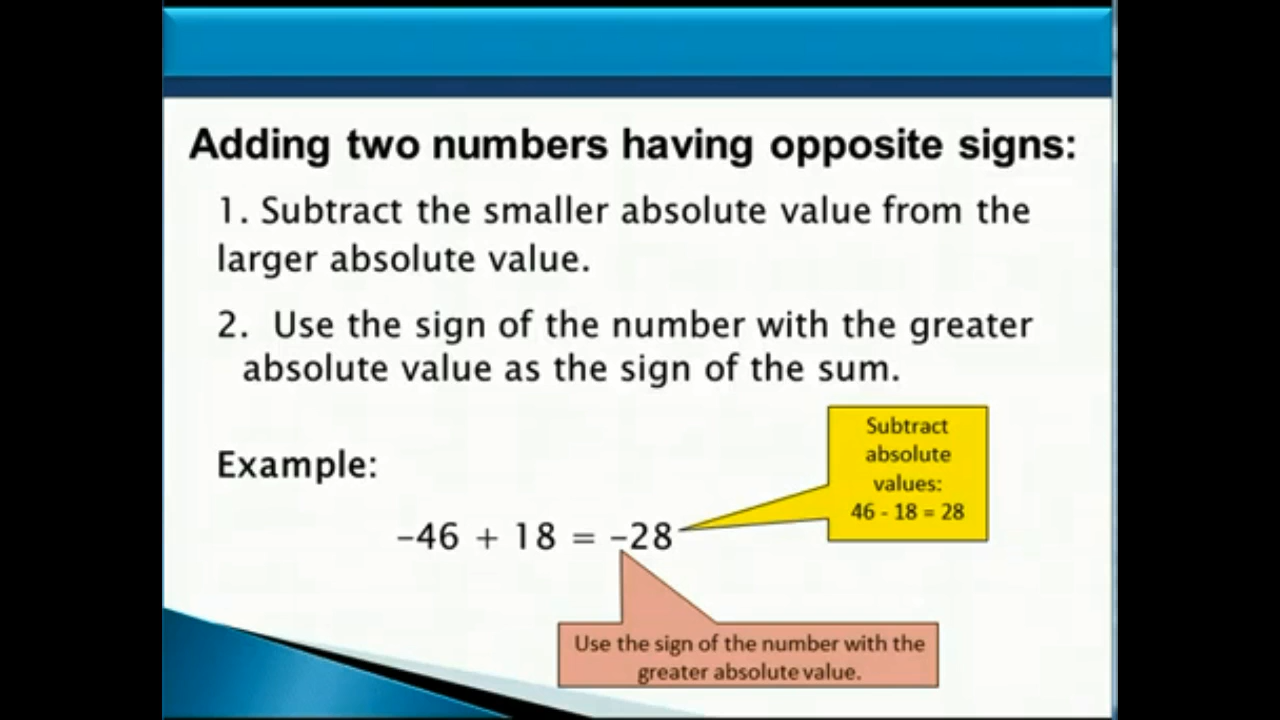 Adding two numbers having opposite signs:
1. Subtract the smaller absolute value from the
larger absolute value.
2. Use the sign of the number with the greater
absolute value as the sign of the sum.
Example:
Subtract
absolute
values:
46 - 18 = 28
–46 + 18 = –28
Use the sign of the number with the
greater absolute value.